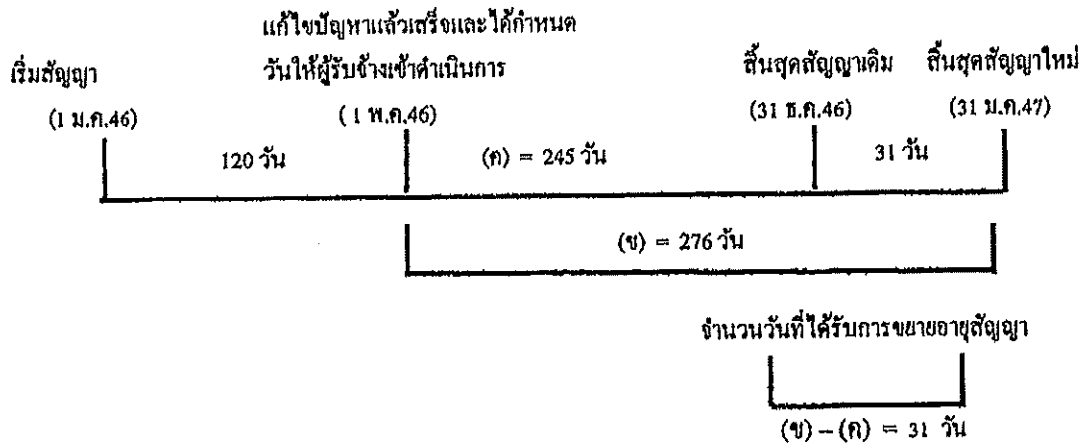 แก้ไขปัญหาแล้วเสร็จและได้กำหนด
เริ่มสัญญา วันให้ผู้รับจ้างเข้าดำเนินการ สิ้นสุดสัญญาเดิม สิ้นสุดสัญญาใหม่
(1 ม.ค.46) (1 พ.ค.46) (31 ธ.ค.46) (31 ม.ค.47)
120 วัน (ค) = 245 วัน 31 วัน
(ข) = 276 วัน
จำนวนวันที่ได้รับการขยายอายุสัญญา
(ข) – (ค) = 31 วัน